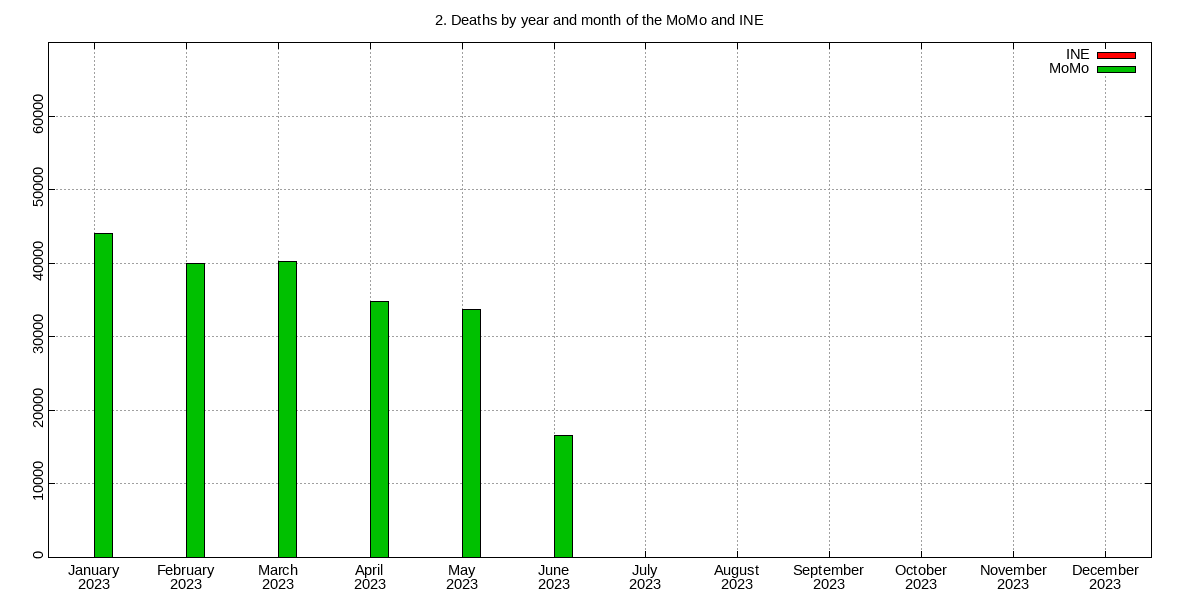 2. Deaths by year and month of the MoMo and INE
INE
MoMo
60000
50000
40000
30000
20000
10000
0
January February March April May June July August September October November December
2023 2023 2023 2023 2023 2023 2023 2023 2023 2023 2023 2023